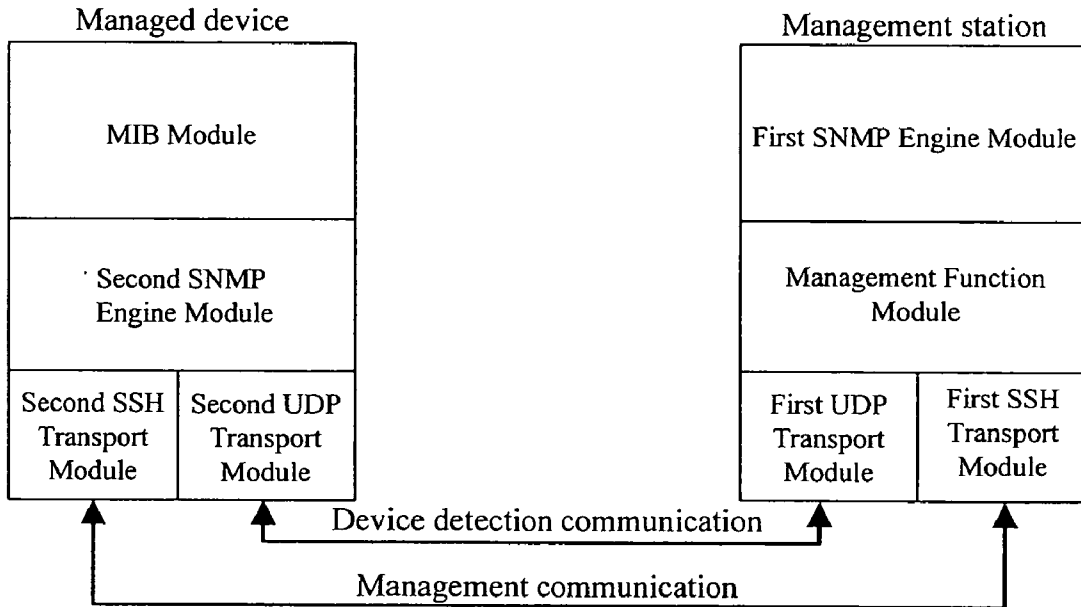 Managed device
MIB Module
Second SNMP
Engine Module
Second SSH
Transport
Module
Second UDP
Transport
Module
Management station
First SNMP Engine Module
Management Function
Module
First UDP
Transport
Module
First SSH
Transport
Module
Device detection communication
Management communication